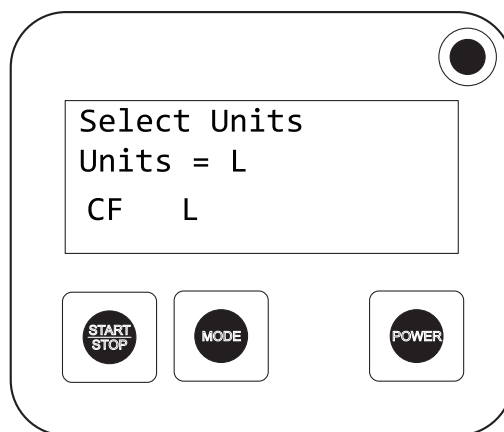 Select Units
Units = L
CF L
START
STOP
MODE
POWER